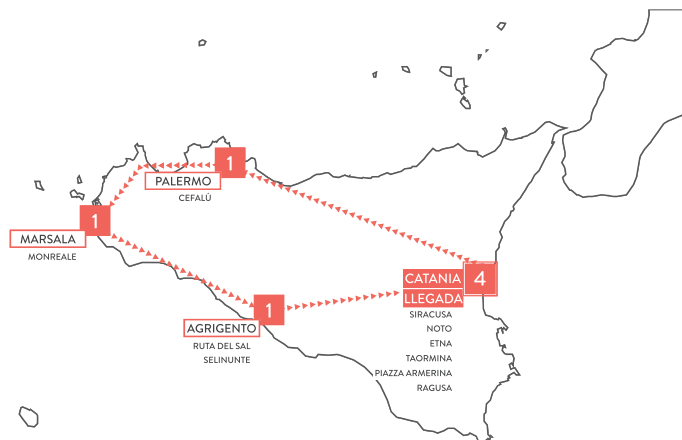 1
PALERMO
CEFALÙ
1
MARSALA
MONREALE
CATANIA
4
LLEGADA
SIRACUSA
NOTO
ETNA
TAORMINA
PIAZZA ARMERINA
RAGUSA
1
AGRIGENTO
RUTA DEL SAL
SELINUNTE